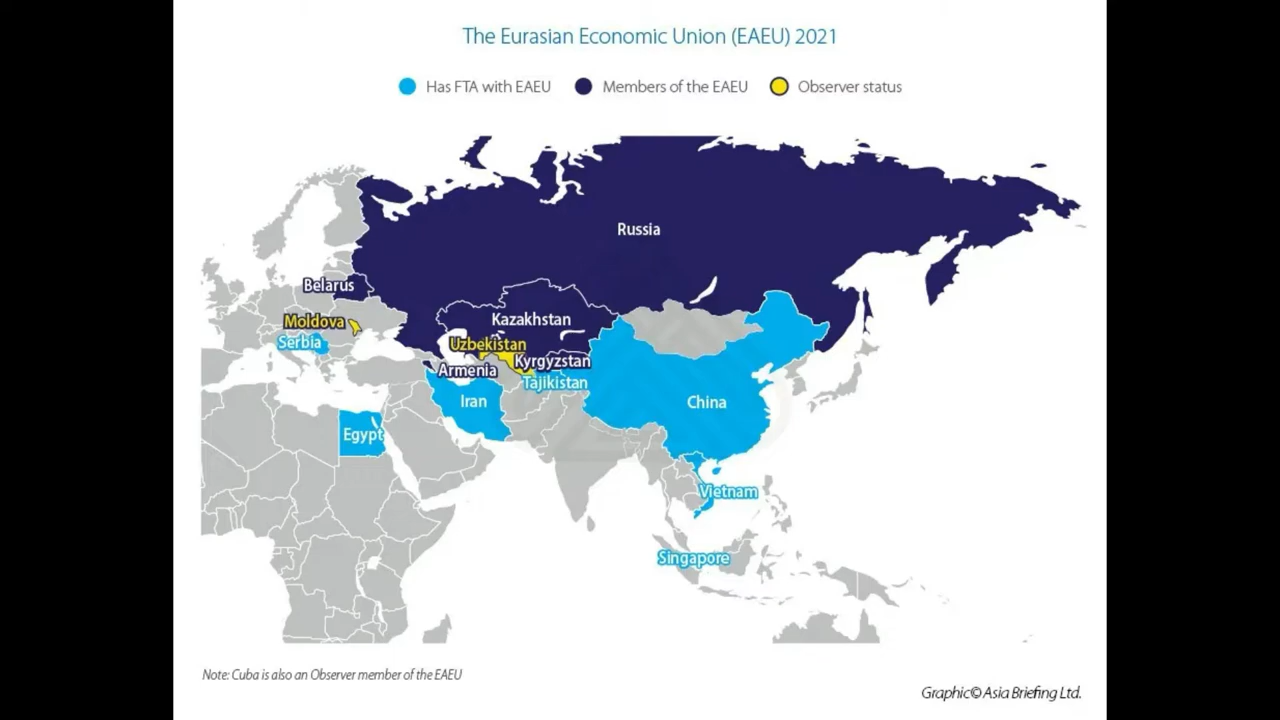 The Eurasian Economic Union (EAEU) 2021
Has FTA with EAEU
Members of the EAEU
Observer status
Russia
Belarus
Kazakhstan
Moldova
Serbia
Uzbekistan
Kyrgyzstan
Armenia
Tajikistan
Iran
China
Egypt
Vietnam
Singapore
Note: Cuba is also an Observer member of the EAEU
Graphic© Asia Briefing Ltd.